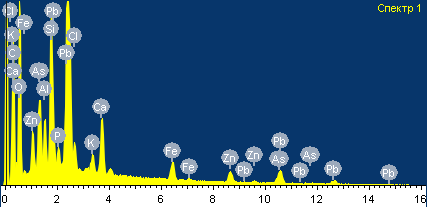 Спектр 1
Cl Pb
K Fe Si Cl
C Pb
Ca As
O Al
Zn P K Ca Fe Fe Zn Pb Zn Pb As Pb As Pb Pb
0 2 4 6 8 10 12 14 16